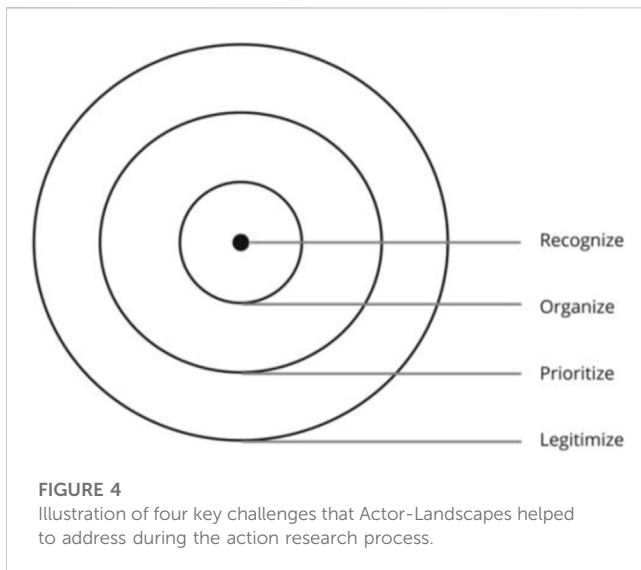 Recognize
Organize
Prioritize
Legitimize
FIGURE 4
Illustration of four key challenges that Actor-Landscapes helped
to address during the action research process.